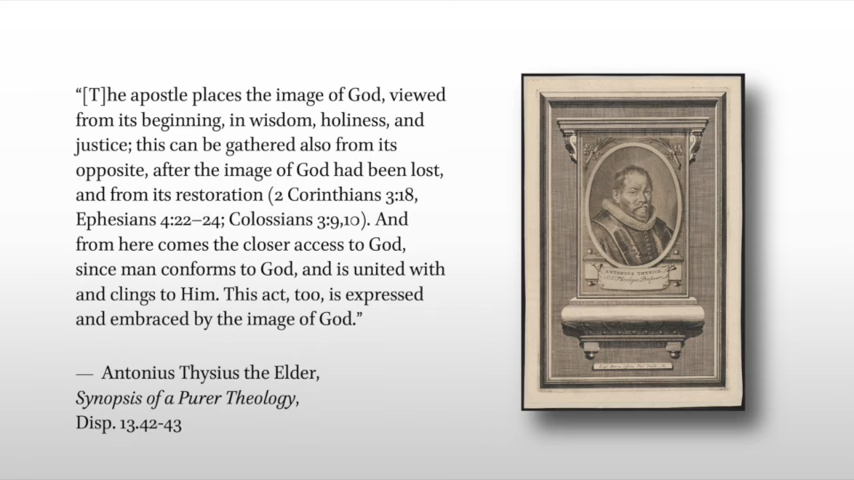 “[T]he apostle places the image of God, viewed
from its beginning, in wisdom, holiness, and
justice; this can be gathered also from its
opposite, after the image of God had been lost,
and from its restoration (2 Corinthians 3:18,
Ephesians 4:22–24; Colossians 3:9,10). And
from here comes the closer access to God,
since man conforms to God, and is united with
and clings to Him. This act, too, is expressed
and embraced by the image of God.”
— Antonius Thysius the Elder,
Synopsis of a Purer Theology,
Disp. 13.42-43
ANTONIUS THYSIUS